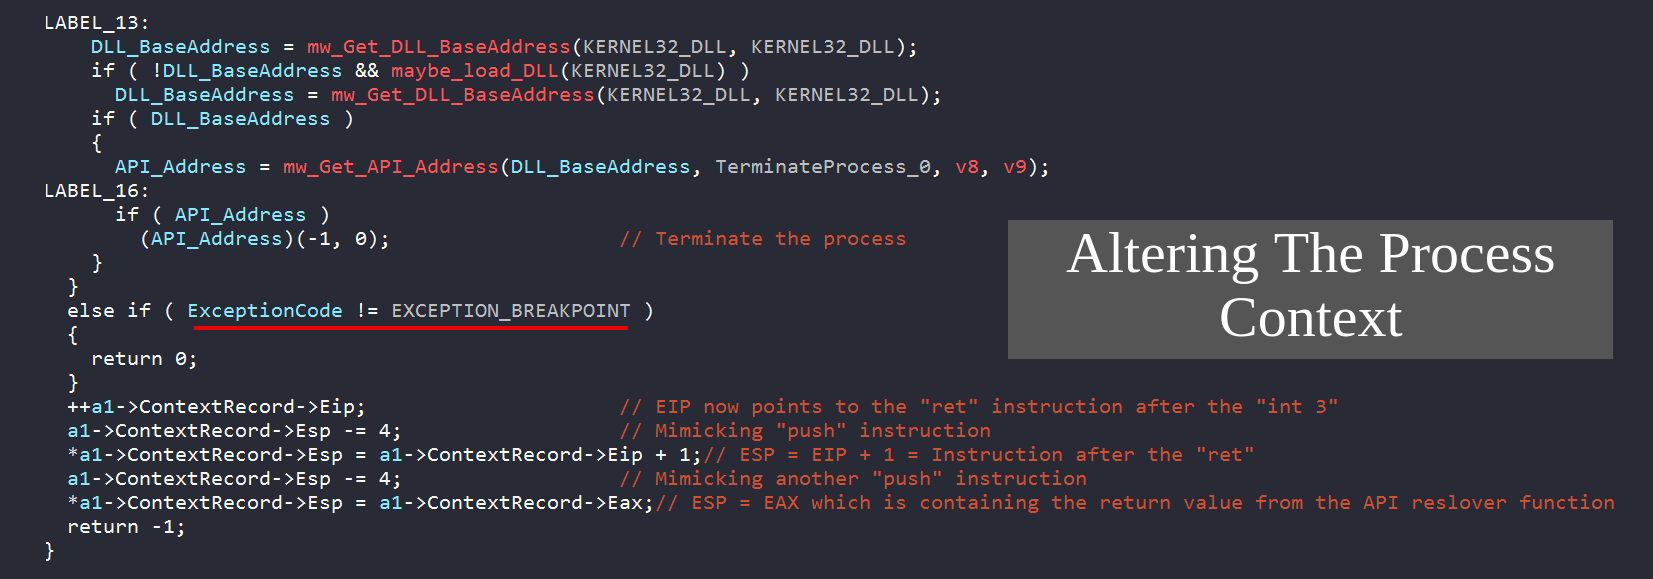 LABEL_13:
DLL_BaseAddress = mw_Get_DLL_BaseAddress(KERNEL32_DLL, KERNEL32_DLL);
if ( !DLL_BaseAddress && maybe_load_DLL(KERNEL32_DLL) )
DLL_BaseAddress = mw_Get_DLL_BaseAddress(KERNEL32_DLL, KERNEL32_DLL);
if ( DLL_BaseAddress )
{
API_Address = mw_Get_API_Address(DLL_BaseAddress, TerminateProcess_0, v8, v9);
LABEL_16:
if ( API_Address )
(API_Address)(-1, 0); // Terminate the process
}
}
else if ( ExceptionCode != EXCEPTION_BREAKPOINT )
{
return 0;
}
++a1->ContextRecord->Eip; // EIP now points to the "ret" instruction after the "int 3"
a1->ContextRecord->Esp -= 4; // Mimicking "push" instruction
*a1->ContextRecord->Esp = a1->ContextRecord->Eip + 1;// ESP = EIP + 1 = Instruction after the "ret"
a1->ContextRecord->Esp -= 4; // Mimicking another "push" instruction
*a1->ContextRecord->Esp = a1->ContextRecord->Eax;// ESP = EAX which is containing the return value from the API reslover function
return -1;
}
Altering The Process
Context